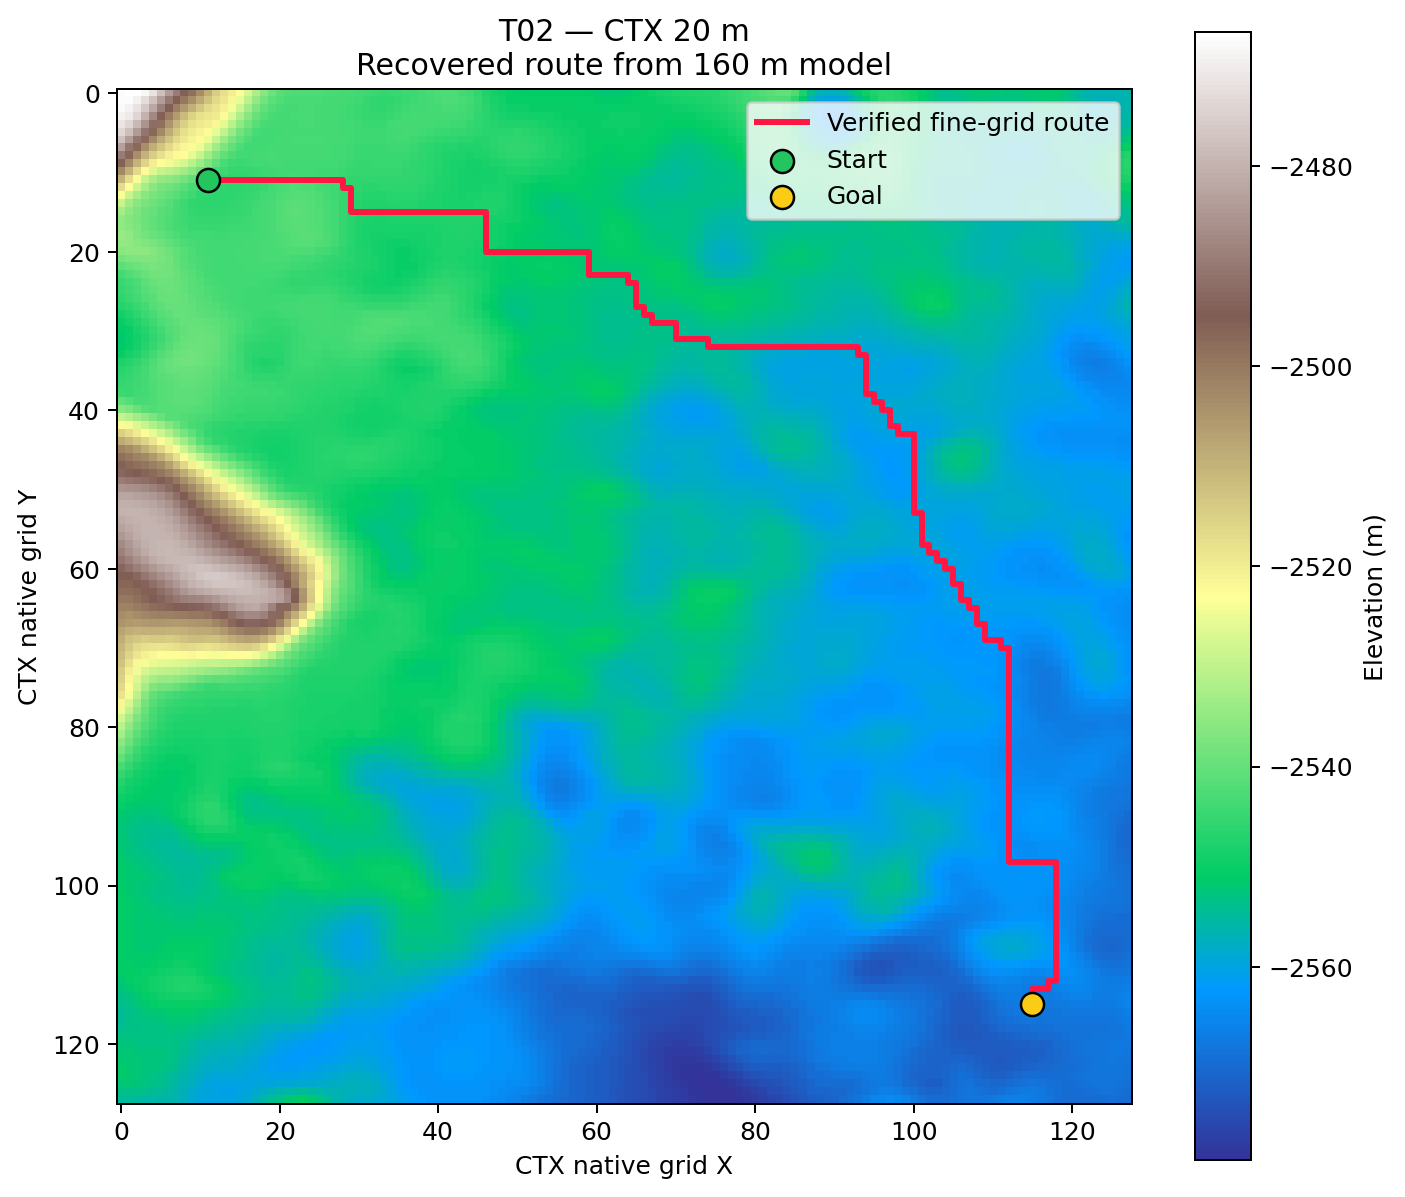 T02 — CTX 20 m
Recovered route from 160 m model
Verified fine-grid route
Start
Goal
0
20
40
60
80
100
120
CTX native grid Y
0
20
40
60
80
100
120
CTX native grid X
−2480
−2500
−2520
−2540
−2560
Elevation (m)